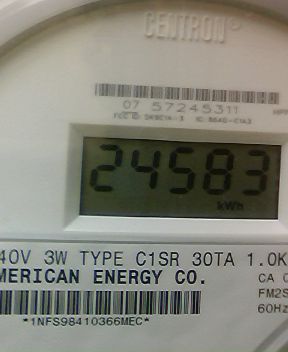 CENTRON®
07 57245311
24583
kWh
40V 3W TYPE C1SR 30TA 1.0K
MERICAN ENERGY CO.
CA 0
FM2S
60Hz
*1NFS98410366MEC*